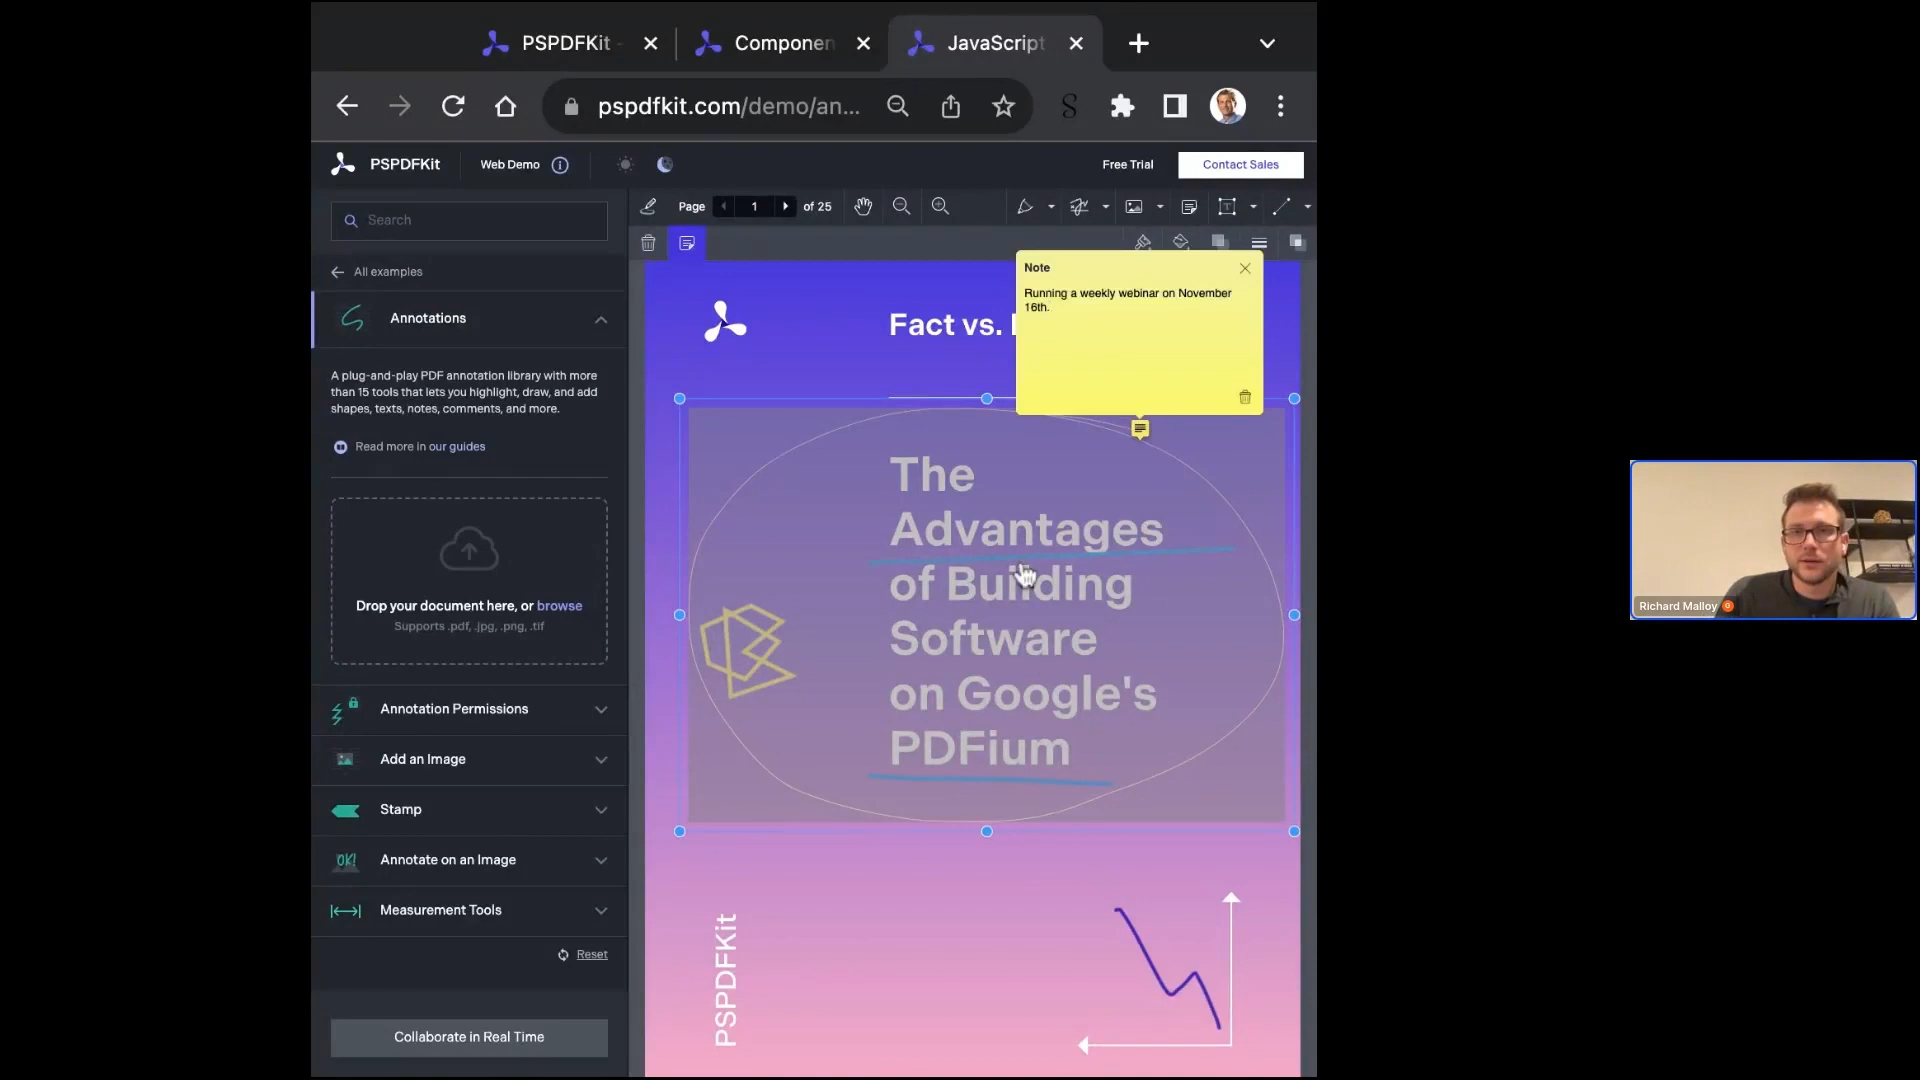 PSPDFKit -
Componen
JavaScript
pspdfkit.com/demo/an...
PSPDFKit
Web Demo
Free Trial
Contact Sales
Search
Page 1 of 25
All examples
Annotations
A plug-and-play PDF annotation library with more
than 15 tools that lets you highlight, draw, and add
shapes, texts, notes, comments, and more.
Read more in our guides
Drop your document here, or browse
Supports .pdf, .jpg, .png, .tif
Annotation Permissions
Add an Image
Stamp
OK!
Annotate on an Image
Measurement Tools
Reset
Collaborate in Real Time
Note
Running a weekly webinar on November
16th.
Fact vs.
The
Advantages
of Building
Software
on Google's
PDFium
PSPDFKit
Richard Malloy